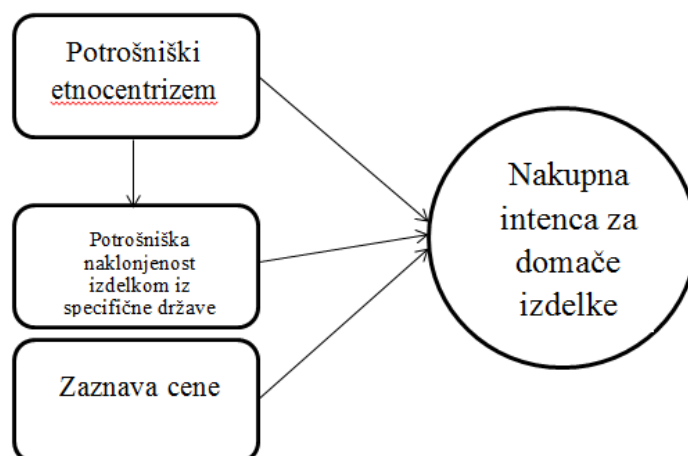 Potrošniški
etnocentrizem
Potrošniška
naklonjenost
izdelkom iz
specifične države
Zaznava cene
Nakupna
intenca za
domače
izdelke